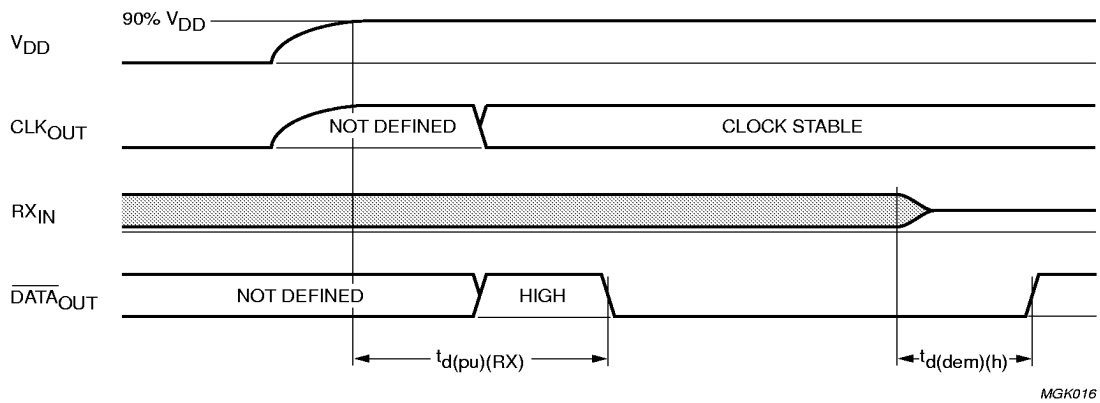 90% VDD
VDD
CLKOUT
NOT DEFINED
CLOCK STABLE
RXIN
DATAOUT
NOT DEFINED
HIGH
td(pu)(RX)
td(dem)(h)
MGK016